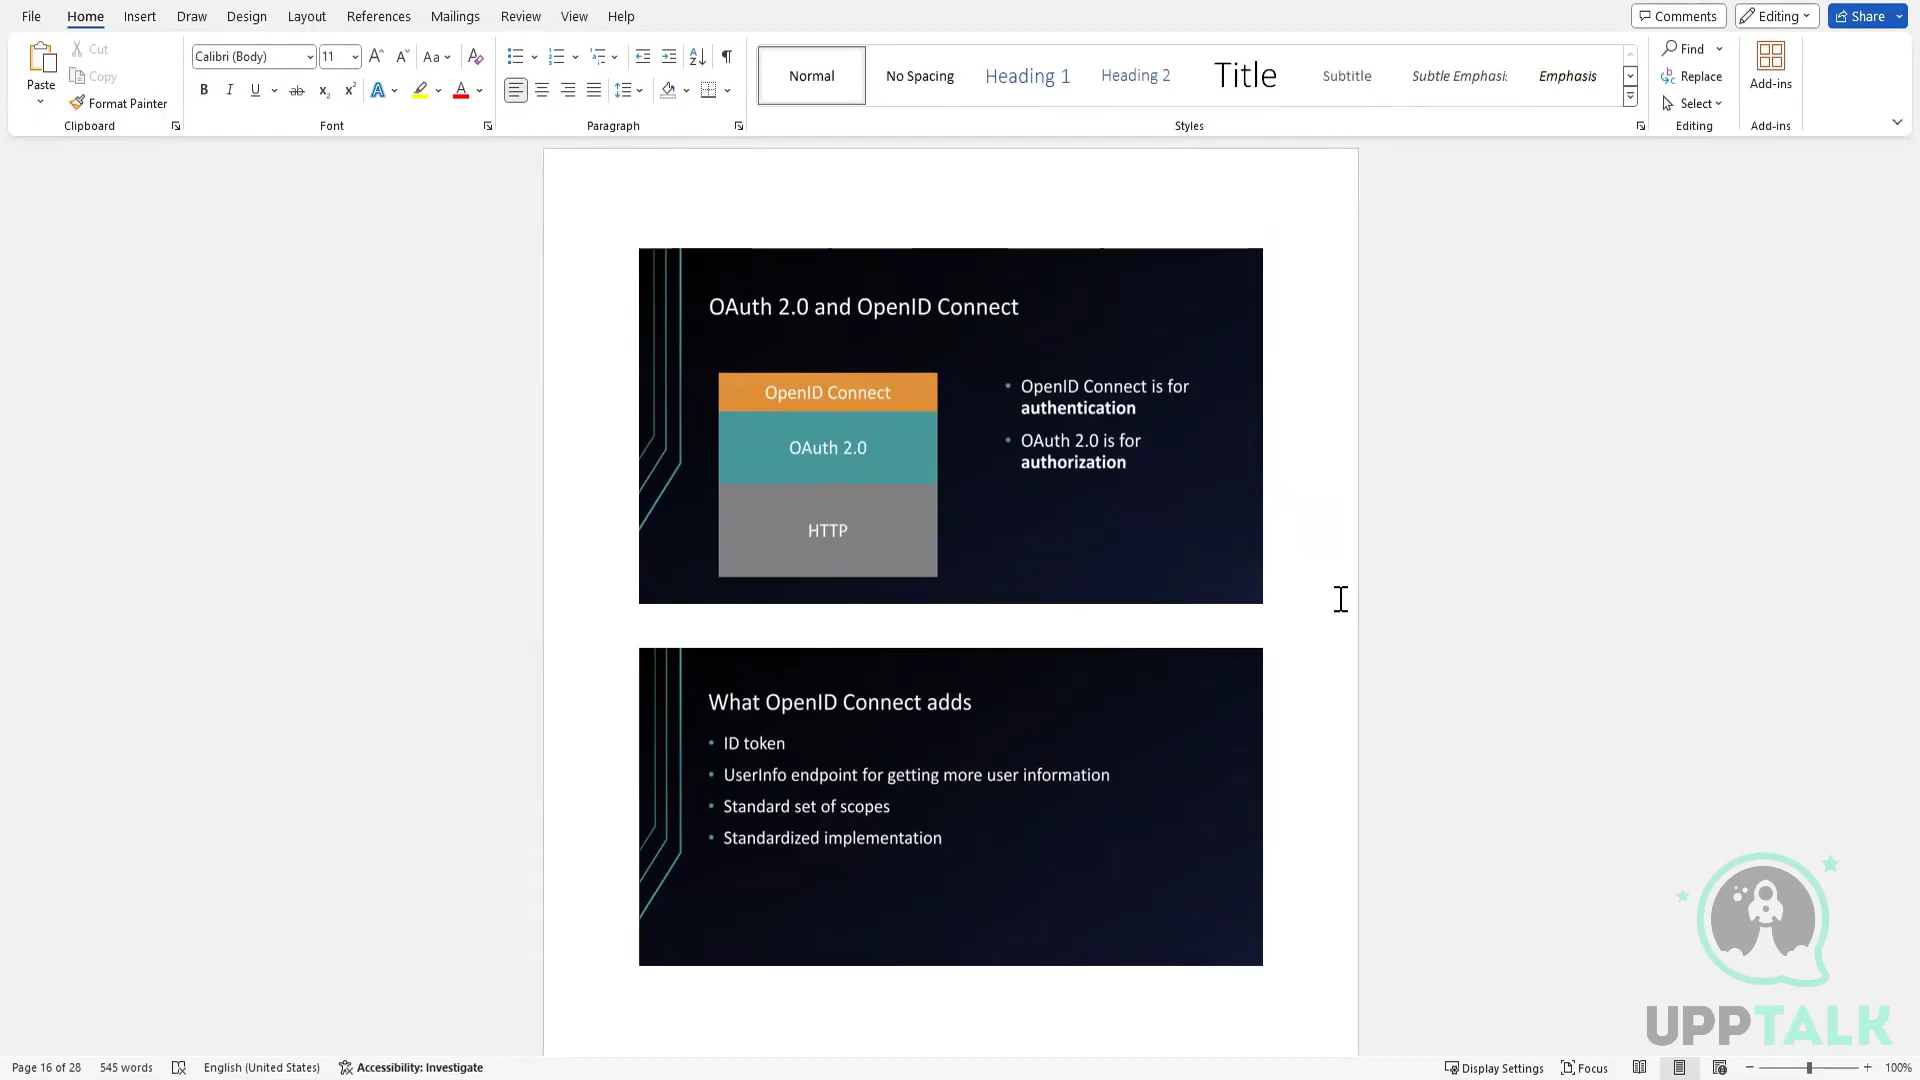 File Home Insert Draw Design Layout References Mailings Review View Help
Comments Editing Share
Paste
Cut
Copy
Format Painter
Clipboard
Calibri (Body) 11
Font
Paragraph
Normal No Spacing Heading 1 Heading 2 Title Subtitle Subtle Emphasi: Emphasis
Styles
Find
Replace
Select
Editing
Add-ins
Add-ins
OAuth 2.0 and OpenID Connect
OpenID Connect
OAuth 2.0
HTTP
• OpenID Connect is for
authentication
• OAuth 2.0 is for
authorization
What OpenID Connect adds
• ID token
• UserInfo endpoint for getting more user information
• Standard set of scopes
• Standardized implementation
UPPTALK
Page 16 of 28 545 words English (United States) Accessibility: Investigate
Display Settings Focus 100%